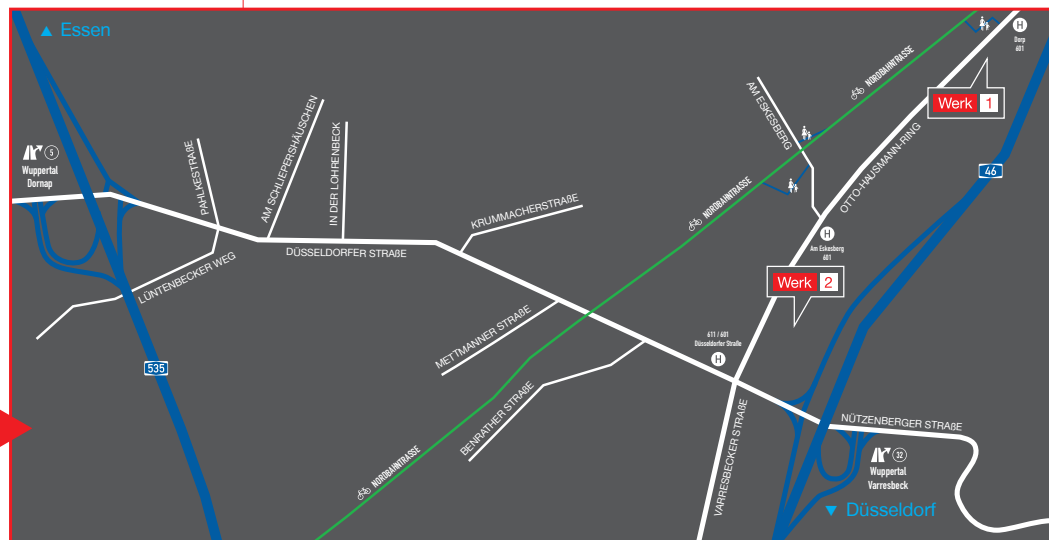 ▲ Essen
H
Dorp
601
NORDBAHNTRASSE
AM ESKESBERG
Werk 1
AM SCHLIEPERSHÄUSCHEN
IN DER LOHRENBECK
PAHLKESTRASSE
5
Wuppertal
Dornap
OTTO-HAUSMANN-RING
46
NORDBAHNTRASSE
KRUMMACHERSTRAßE
H
Am Eskesberg
601
DÜSSELDORFER STRAßE
LÜNTENBECKER WEG
Werk 2
METTMANNER STRAßE
611 / 601
Düsseldorfer Straße
H
535
BENRATHER STRAßE
VARRESBECKER STRAßE
NÜTZENBERGER STRAßE
NORDBAHNTRASSE
32
Wuppertal
Varresbeck
▼ Düsseldorf